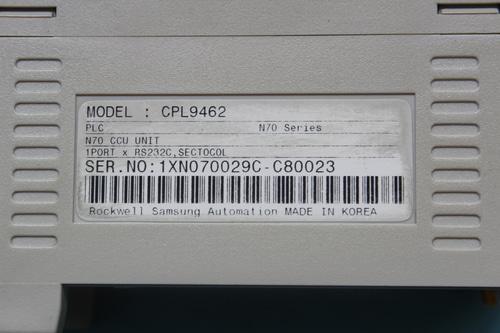 MODEL : CPL9462
PLC N70 Series
N70 CCU UNIT
1PORT x RS232C,SECTOCOL
SER.NO:1XN070029C-C80023
Rockwell Samsung Automation MADE IN KOREA